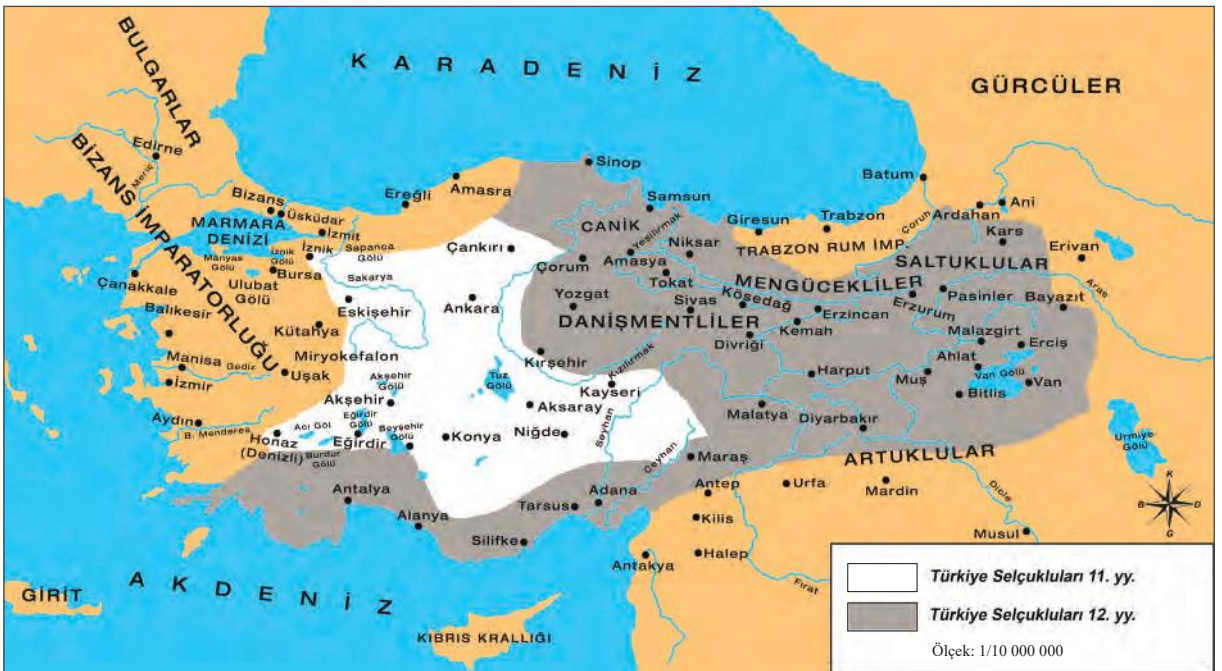 BULGARLAR
KARADENİZ
GÜRCÜLER
Edirne
Meriç
BİZANS İMPARATORLUĞU
Bizans
Üsküdar
MARMARA
DENİZİ
İzmit
İznik
Sapanca
Gölü
İznik
Gölü
Manyas
Gölü
Bursa
Ulubat
Gölü
Çanakkale
Balıkesir
Ereğli
Amasra
Sinop
Samsun
CANİK
Yeşilırmak
Niksar
Amasya
Tokat
Giresun
Trabzon
TRABZON RUM İMP.
Batum
Çoruh
Ardahan
Ani
Kars
Erivan
Aras
SALTUKLULAR
Pasinler
Bayazıt
MENGÜCEKLİLER
Erzurum
Çankırı
Çorum
Sakarya
Eskişehir
Ankara
Yozgat
Sivas
Kösedağ
Erzincan
DANİŞMENTLİLER
Kemah
Divriği
Malazgirt
Erciş
Ahlat
Van Gölü
Van
Muş
Bitlis
Kütahya
Miryokefalon
Manisa
Gediz
İzmir
Uşak
Kırşehir
Kızılırmak
Tuz
Gölü
Kayseri
Harput
Akşehir
Gölü
Akşehir
Aksaray
Malatya
Diyarbakır
Aydın
B. Menderes
Honaz
(Denizli)
Acı Göl
Eğirdir
Gölü
Eğirdir
Beyşehir
Gölü
Burdur
Gölü
Konya
Niğde
Seyhan
Ceyhan
Maraş
ARTUKLULAR
Urmiye
Gölü
Antalya
Alanya
Tarsus
Adana
Silifke
Antep
Urfa
Mardin
Dicle
Kilis
Musul
Antakya
Halep
Fırat
K
B
D
G
AKDENİZ
GİRİT
KIBRIS KRALLIĞI
Türkiye Selçukluları 11. yy.
Türkiye Selçukluları 12. yy.
Ölçek: 1/10 000 000